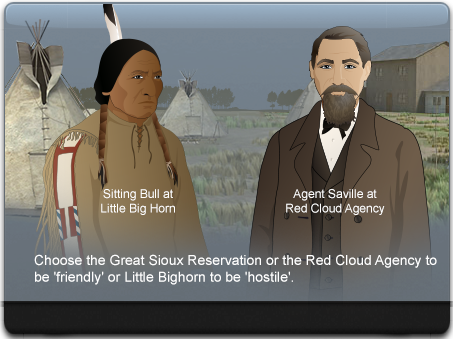 Sitting Bull at
Little Big Horn
Agent Saville at
Red Cloud Agency
Choose the Great Sioux Reservation or the Red Cloud Agency to
be 'friendly' or Little Bighorn to be 'hostile'.